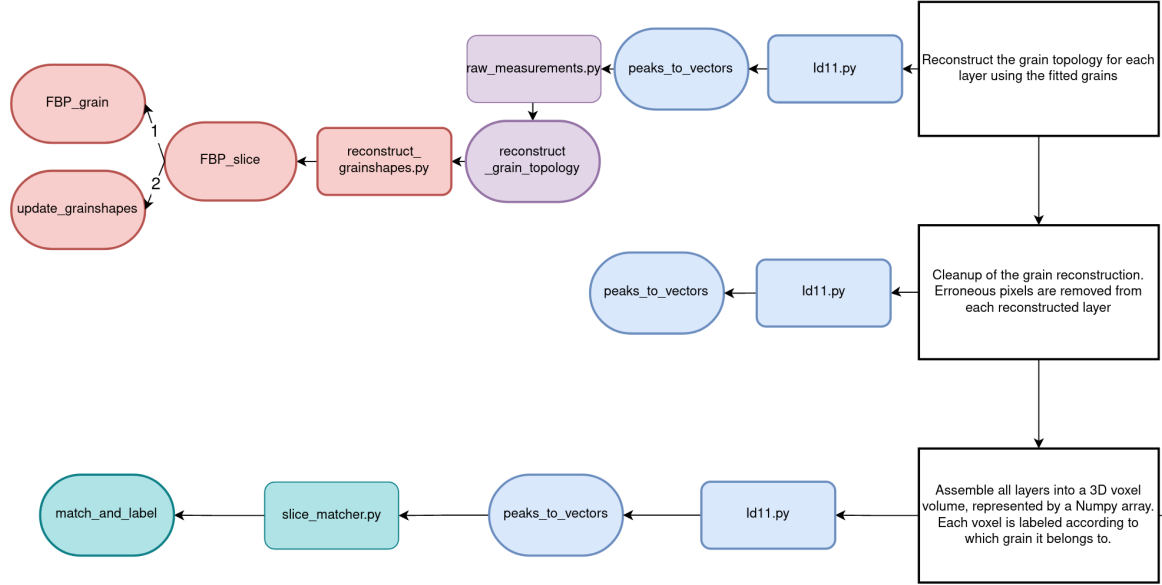 Reconstruct the grain topology for each
layer using the fitted grains
Id11.py
peaks_to_vectors
raw_measurements.py
reconstruct
_grain_topology
reconstruct_
grainshapes.py
FBP_slice
1
FBP_grain
2
update_grainshapes
Cleanup of the grain reconstruction.
Erroneous pixels are removed from
each reconstructed layer
Id11.py
peaks_to_vectors
Assemble all layers into a 3D voxel
volume, represented by a Numpy array.
Each voxel is labeled according to
which grain it belongs to.
Id11.py
peaks_to_vectors
slice_matcher.py
match_and_label